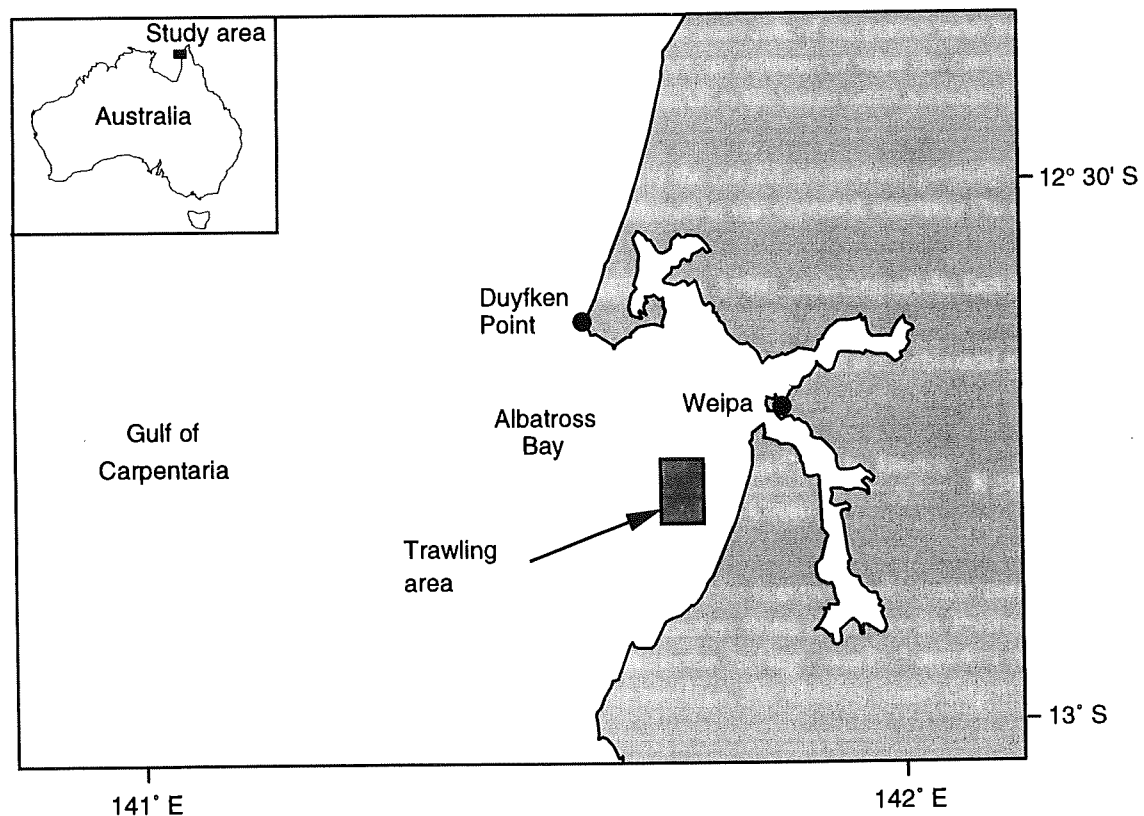 Study area
Australia
12° 30' S
Duyfken
Point
Weipa
Albatross
Bay
Gulf of
Carpentaria
Trawling
area
13° S
141° E
142° E